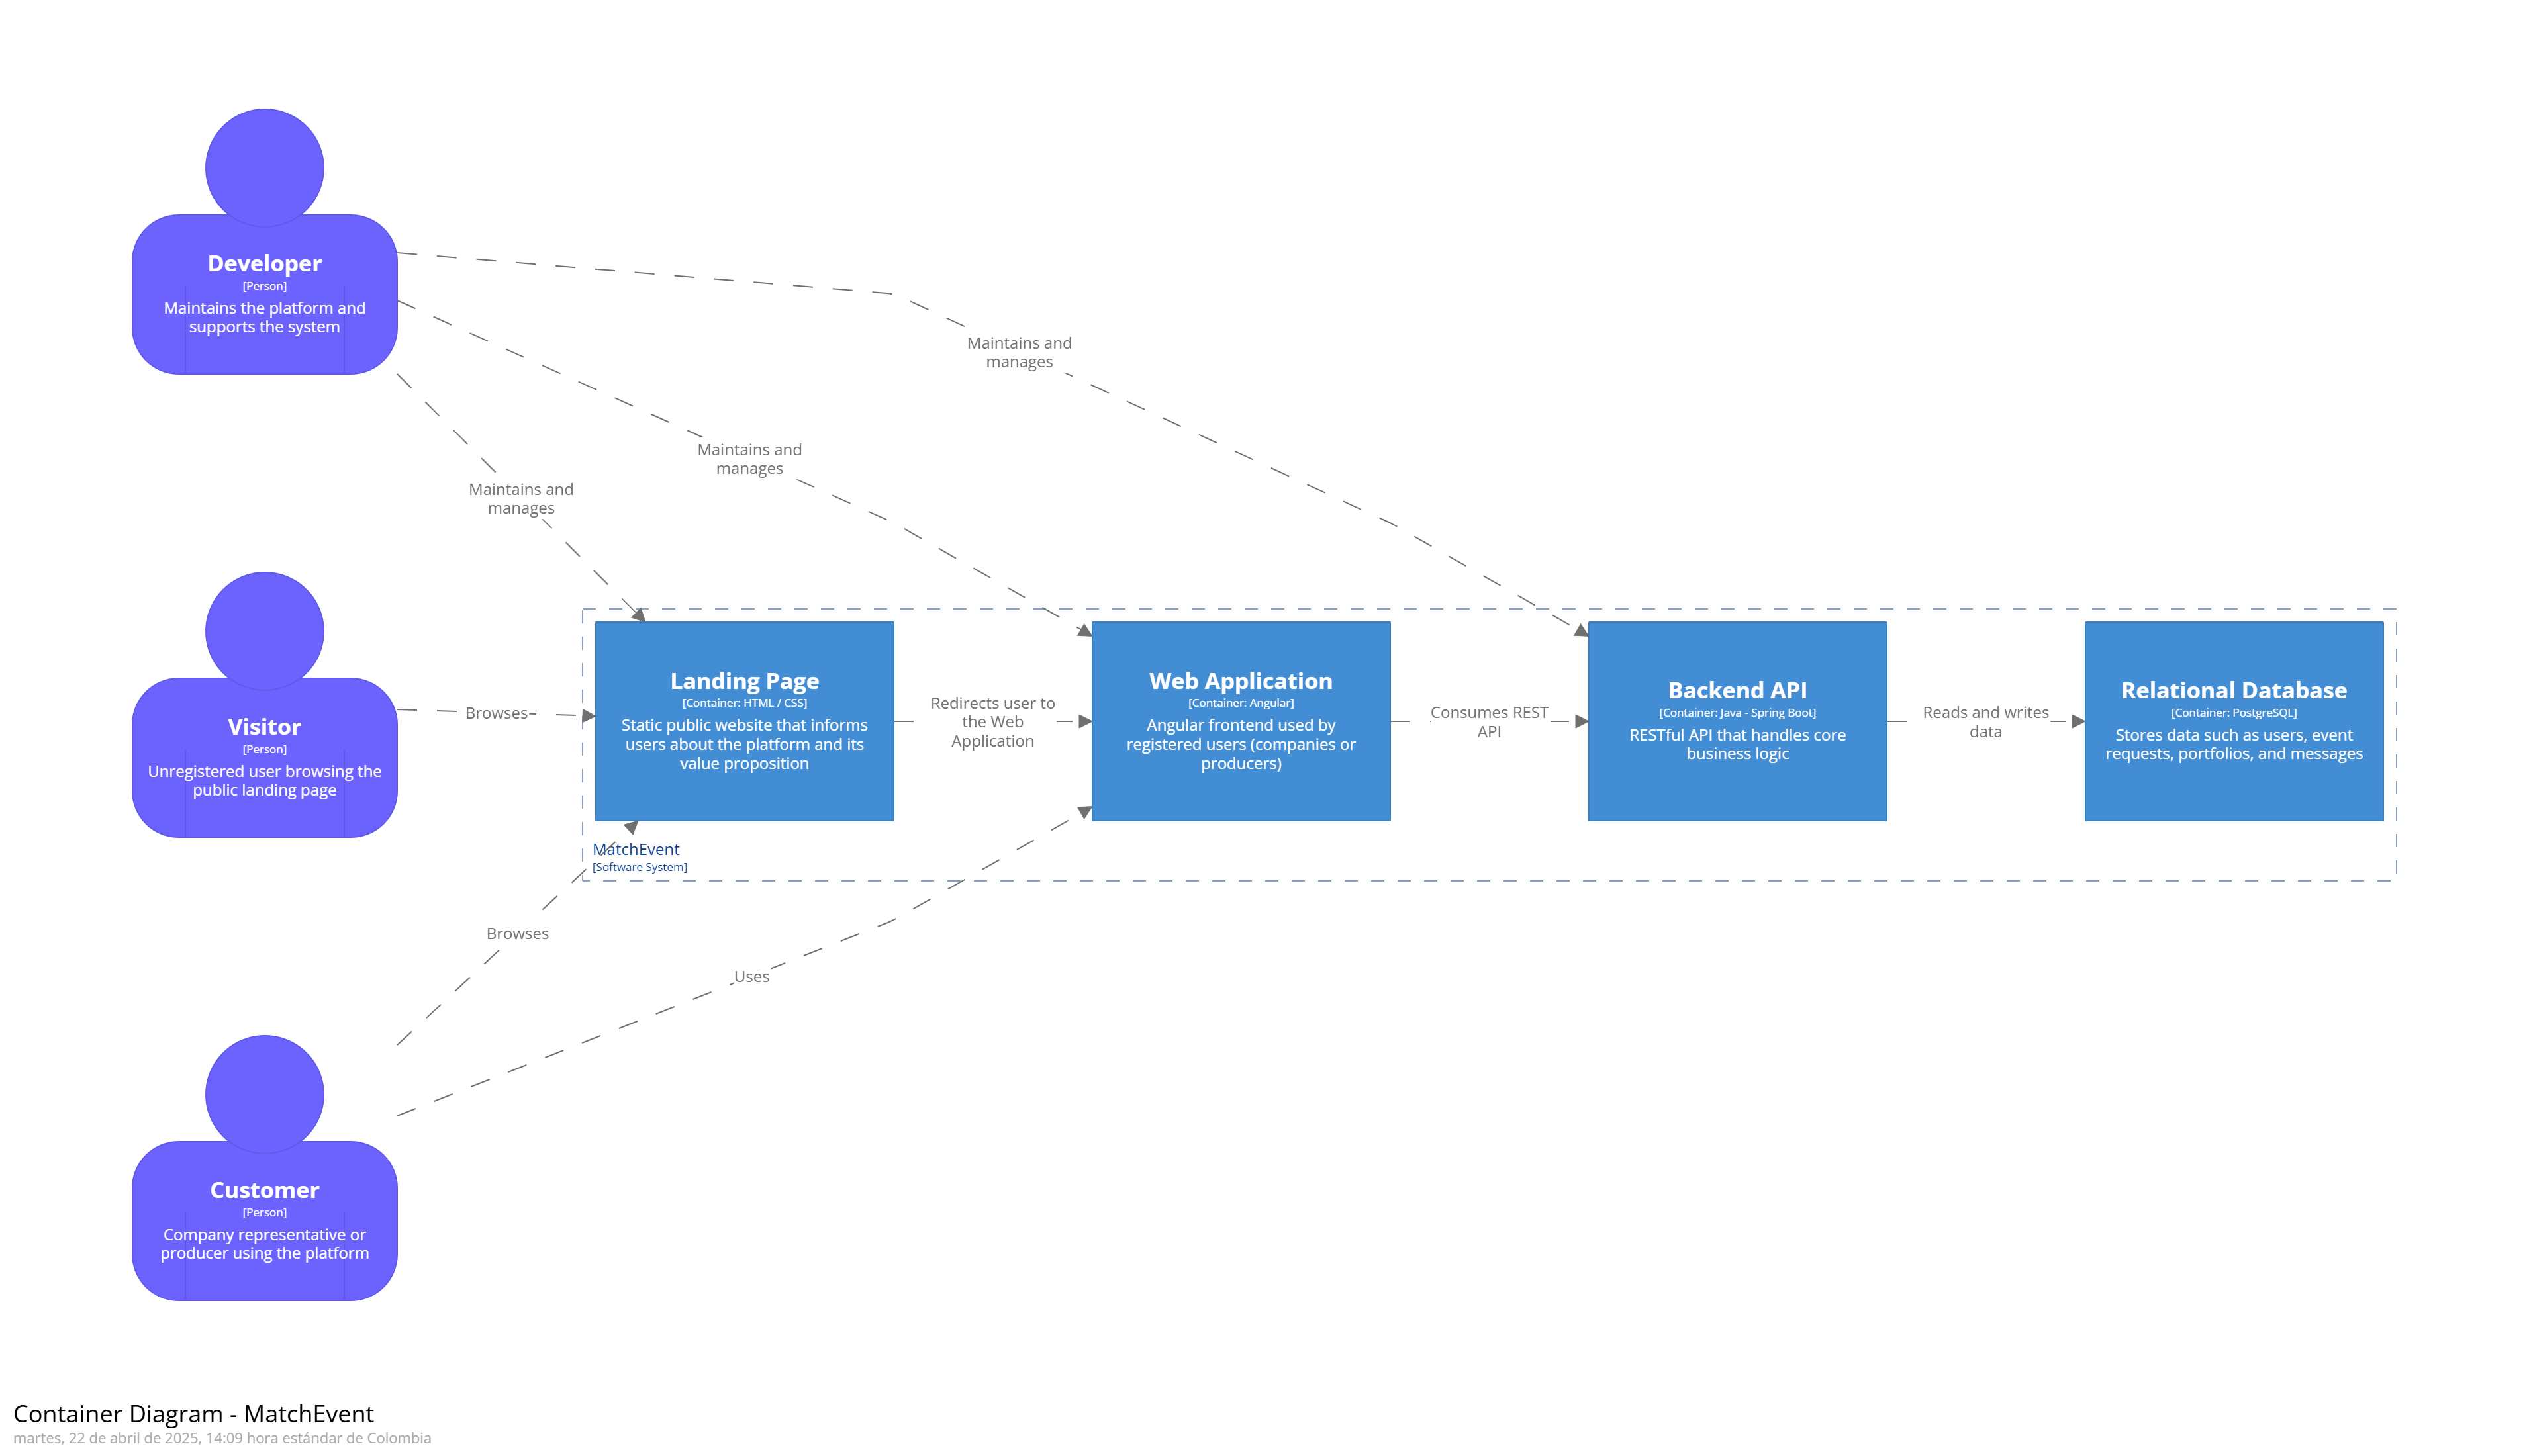 Developer
[Person]
Maintains the platform and
supports the system
Maintains and
manages
Maintains and
manages
Maintains and
manages
Visitor
[Person]
Unregistered user browsing the
public landing page
Browses
Landing Page
[Container: HTML / CSS]
Static public website that informs
users about the platform and its
value proposition
Redirects user to
the Web
Application
Web Application
[Container: Angular]
Angular frontend used by
registered users (companies or
producers)
Consumes REST
API
Backend API
[Container: Java - Spring Boot]
RESTful API that handles core
business logic
Reads and writes
data
Relational Database
[Container: PostgreSQL]
Stores data such as users, event
requests, portfolios, and messages
MatchEvent
[Software System]
Browses
Uses
Customer
[Person]
Company representative or
producer using the platform
Container Diagram - MatchEvent
martes, 22 de abril de 2025, 14:09 hora estándar de Colombia